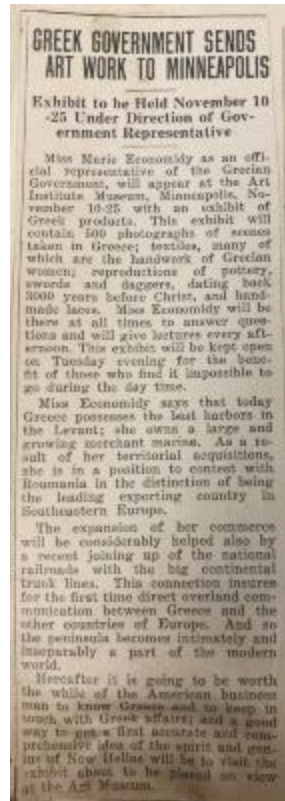 GREEK GOVERNMENT SENDS
ART WORK TO MINNEAPOLIS
Exhibit to be Held November 10
-25 Under Direction of Gov-
ernment Representative
Miss Marie Economidy as an offi-
cial representative of the Grecian
Government, will appear at the Art
Institute Museum, Minneapolis, No-
vember 10-25 with an exhibit of
Greek products. This exhibit will
contain 500 photographs of scenes
taken in Greece; textiles, many of
which are the handwork of Grecian
women; reproductions of pottery,
swords and daggers, dating back
3000 years before Christ, and hand-
made laces. Miss Economidy will be
there at all times to answer ques-
tions and will give lectures every aft-
ernoon. This exhibit will be kept open
on Tuesday evening for the bene-
fit of those who find it impossible to
go during the day time.
Miss Economidy says that today
Greece possesses the best harbors in
the Levant; she owns a large and
growing merchant marine. As a re-
sult of her territorial acquisitions,
she is in a position to contest with
Roumania in the distinction of being
the leading exporting country in
Southeastern Europe.
The expansion of her commerce
will be considerably helped also by
a recent joining up of the national
railroads with the big continental
trunk lines. This connection insures
for the first time direct overland com-
munication between Greece and the
other countries of Europe. And so
the peninsula becomes intimately and
inseparably a part of the modern
world.
Hereafter it is going to be worth
the while of the American business
man to know Greece and to keep in
touch with Greek affairs; and a good
way to get a first accurate and com-
prehensive idea of the spirit and gen-
ius of New Hellas will be to visit the
exhibit about to be placed on view
at the Art Museum.